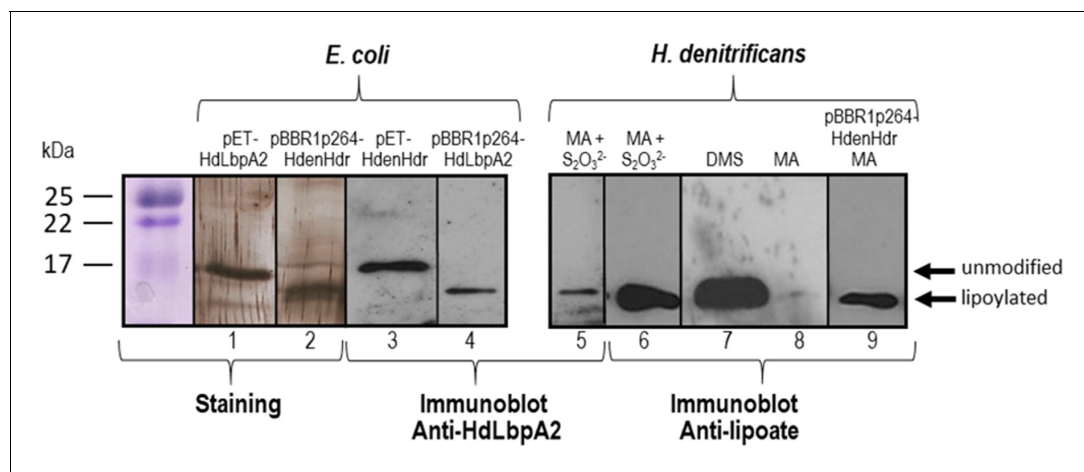 E. coli
H. denitrificans
kDa
pET-
HdLbpA2
pBBR1p264-
HdenHdr
pET-
HdenHdr
pBBR1p264-
HdLbpA2
MA +
S₂O₃²⁻
MA +
S₂O₃²⁻
DMS
MA
pBBR1p264-
HdenHdr
MA
25
22
17
unmodified
lipoylated
1 2 3 4 5 6 7 8 9
Staining
Immunoblot
Anti-HdLbpA2
Immunoblot
Anti-lipoate